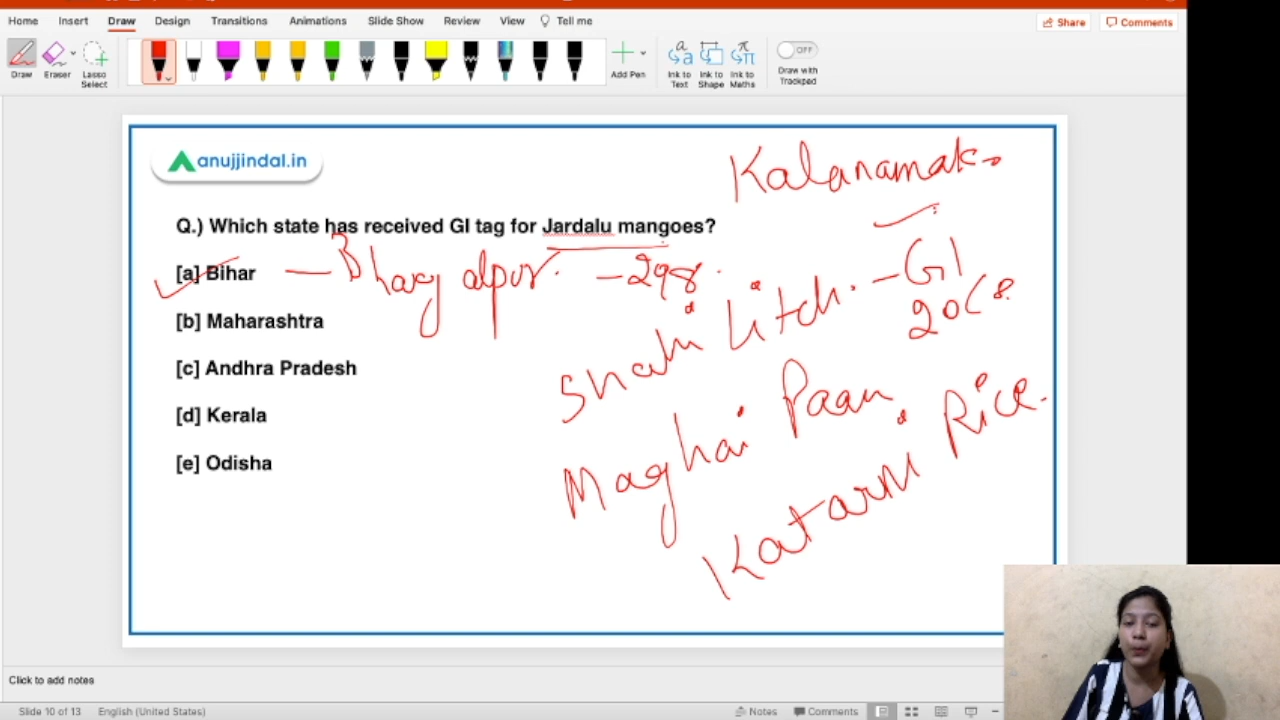 Home Insert Draw Design Transitions Animations Slide Show Review View Tell me Share Comments
Draw Eraser Lasso Select Add Pen Ink to Text Ink to Shape Ink to Maths OFF Draw with Trackpad
anujjindal.in
Kalanamak
Q.) Which state has received GI tag for Jardalu mangoes?
[a] Bihar — Bhagalpur. - 298.
- GI
Shahi Litchi
[b] Maharashtra
[c] Andhra Pradesh
Maghai Paan
[d] Kerala
Katarni Rice.
[e] Odisha
Click to add notes
Slide 10 of 13 English (United States) Notes Comments